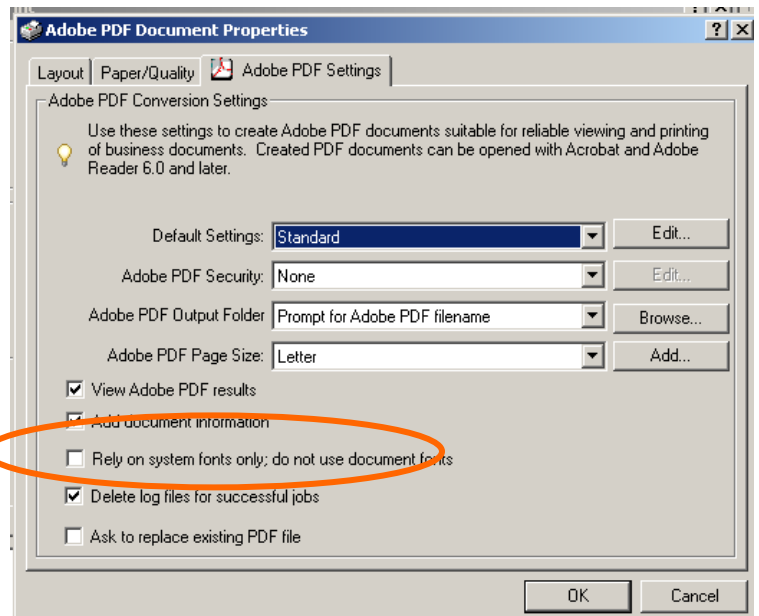 Adobe PDF Document Properties
Layout Paper/Quality Adobe PDF Settings
Adobe PDF Conversion Settings
Use these settings to create Adobe PDF documents suitable for reliable viewing and printing
of business documents. Created PDF documents can be opened with Acrobat and Adobe
Reader 6.0 and later.
Default Settings: Standard Edit...
Adobe PDF Security: None Edit...
Adobe PDF Output Folder Prompt for Adobe PDF filename Browse...
Adobe PDF Page Size: Letter Add...
View Adobe PDF results
Add document information
Rely on system fonts only; do not use document fonts
Delete log files for successful jobs
Ask to replace existing PDF file
OK Cancel